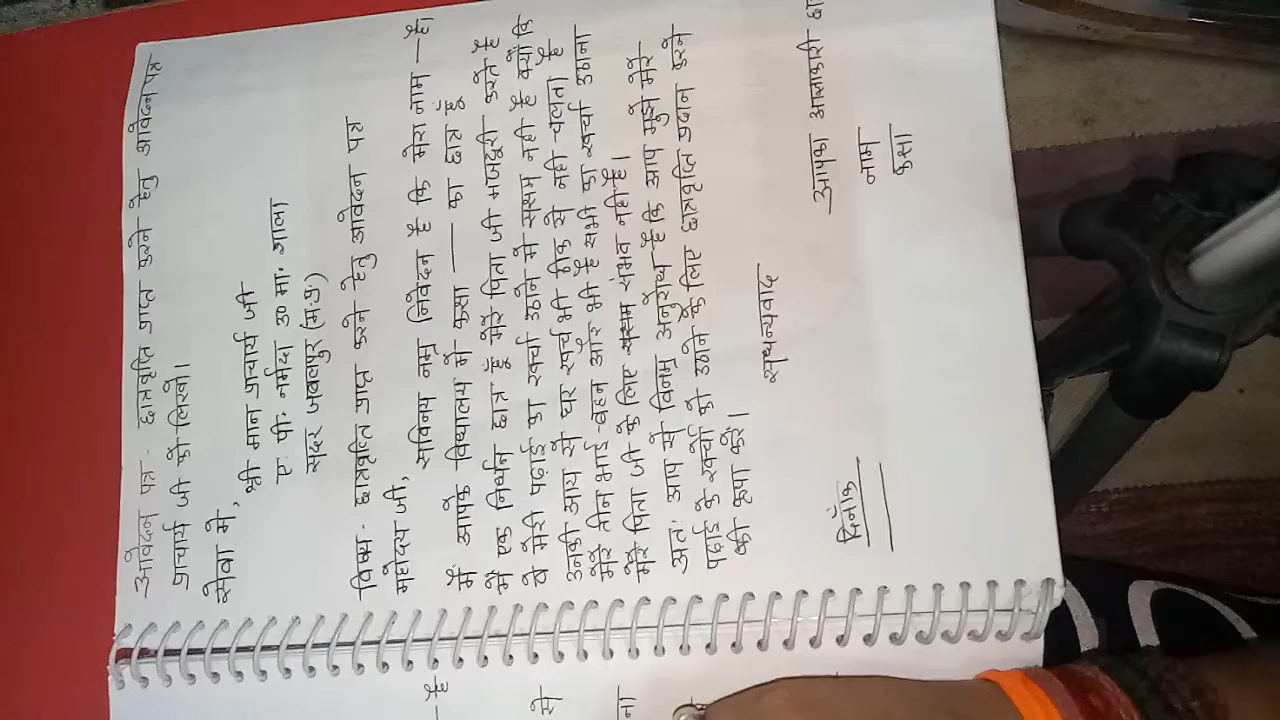 आवेदन पत्र - छात्रवृत्ति प्राप्त करने हेतु आवेदन पत्र
प्राचार्य जी को लिखो।
सेवा मे,
श्री मान प्राचार्य जी
ए. पी. नर्मदा उ० मा. शाला
सदर जबलपुर (म.प्र.)
विषय - छात्रवृत्ति प्राप्त करने हेतु आवेदन पत्र
महोदय जी,
सविनय नम्र निवेदन है कि मेरा नाम — है।
मैं आपके विद्यालय में कक्षा —— का छात्र हूँ
मैं एक निर्धन छात्र हूँ मेरे पिता जी मजदूरी करते है
वे मेरी पढ़ाई का खर्चा उठाने में सक्षम नही है क्यों कि
उनकी आय से घर खर्च भी ठीक से नही चलता है
मेरे तीन भाई-बहन और भी है सभी का खर्चा उठाना
मेरे पिता जी के लिए संभव नहीं है।
अतः आप से विनम्र अनुरोध है कि आप मुझे मेरे
पढ़ाई के खर्चो को उठाने के लिए छात्रवृत्ति प्रदान करने
की कृपा करें।
सधन्यवाद
दिनाँक
आपका आज्ञाकारी
नाम
कक्षा
है
से
ना